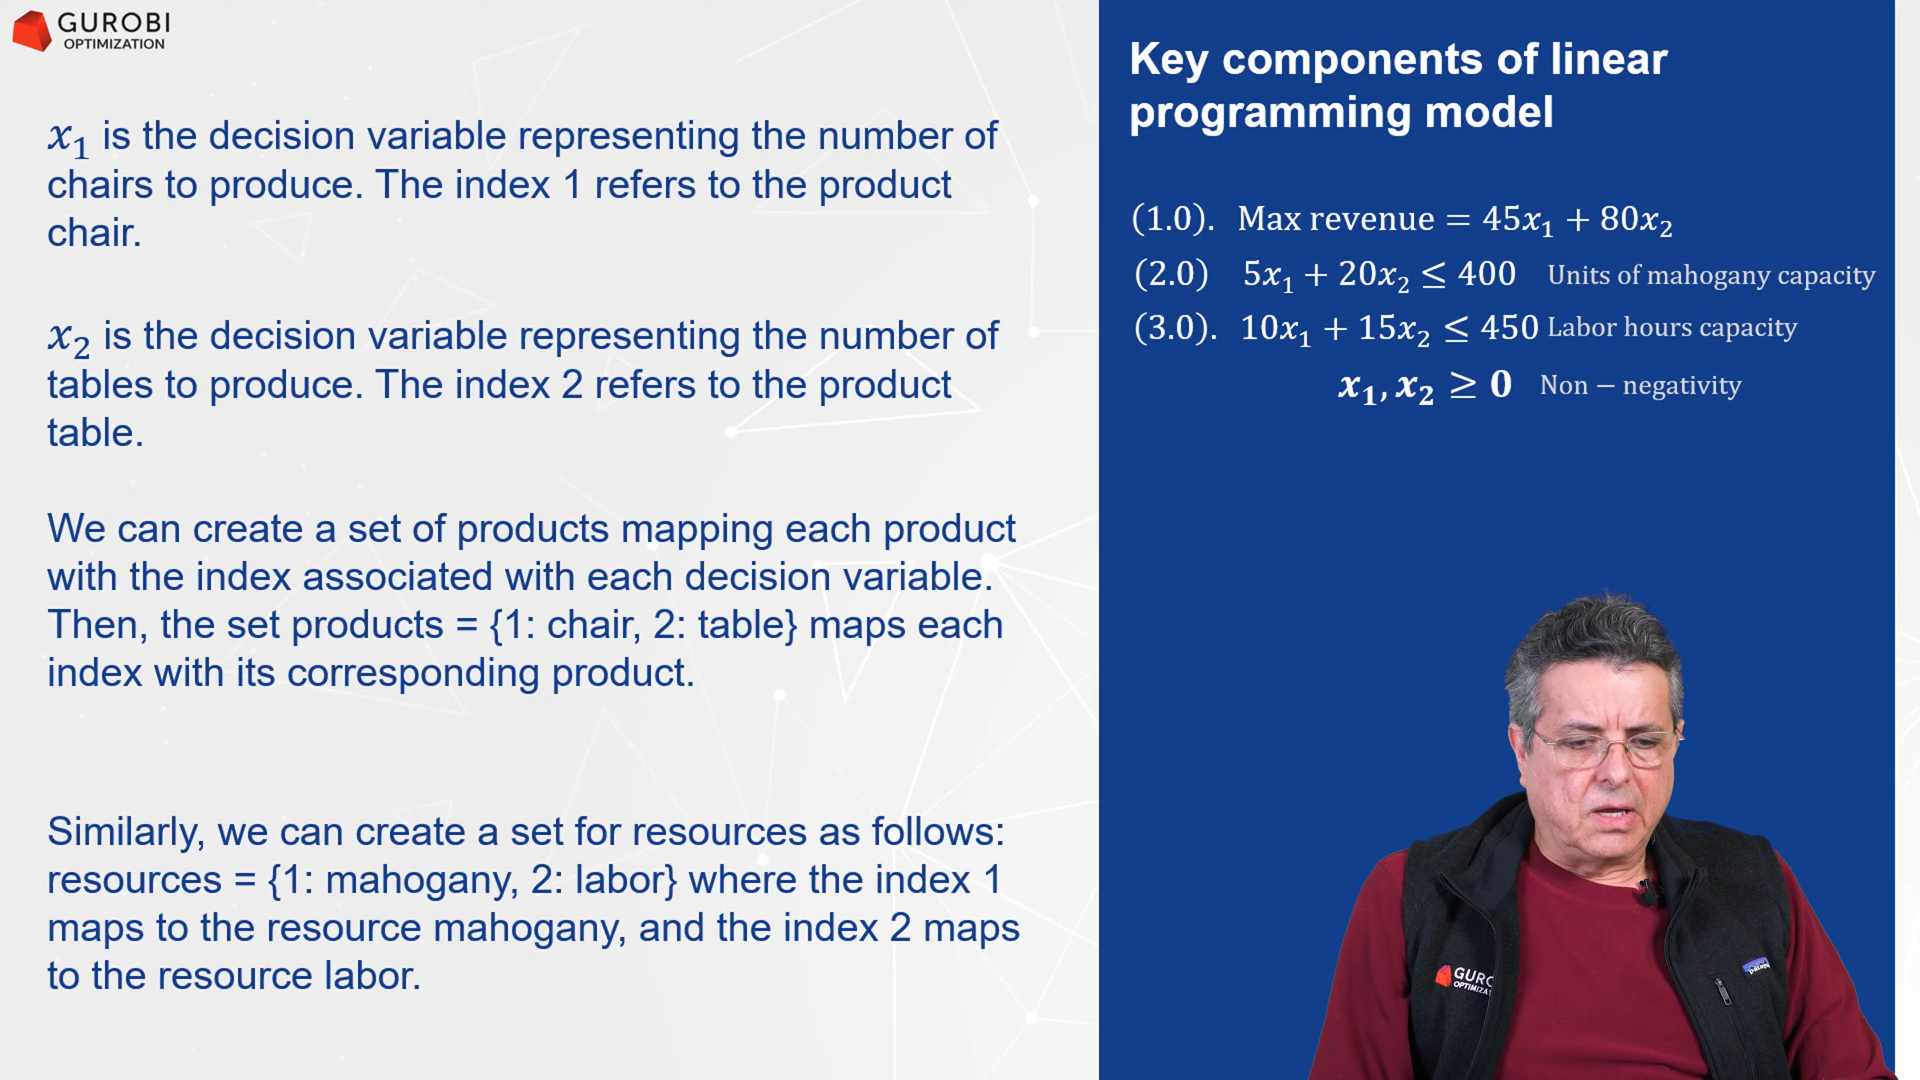 GUROBI
OPTIMIZATION
x₁ is the decision variable representing the number of
chairs to produce. The index 1 refers to the product
chair.
x₂ is the decision variable representing the number of
tables to produce. The index 2 refers to the product
table.
We can create a set of products mapping each product
with the index associated with each decision variable.
Then, the set products = {1: chair, 2: table} maps each
index with its corresponding product.
Similarly, we can create a set for resources as follows:
resources = {1: mahogany, 2: labor} where the index 1
maps to the resource mahogany, and the index 2 maps
to the resource labor.
Key components of linear
programming model
(1.0). Max revenue = 45x₁ + 80x₂
(2.0) 5x₁ + 20x₂ ≤ 400 Units of mahogany capacity
(3.0). 10x₁ + 15x₂ ≤ 450 Labor hours capacity
x₁, x₂ ≥ 0 Non − negativity